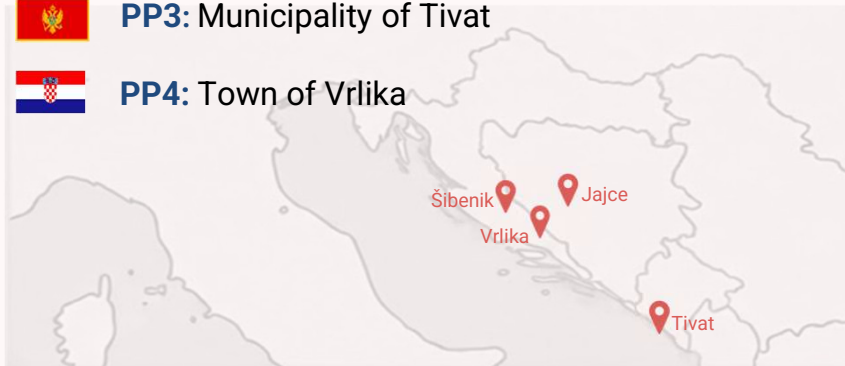 PP3: Municipality of Tivat
PP4: Town of Vrlika
Šibenik
Jajce
Vrlika
Tivat